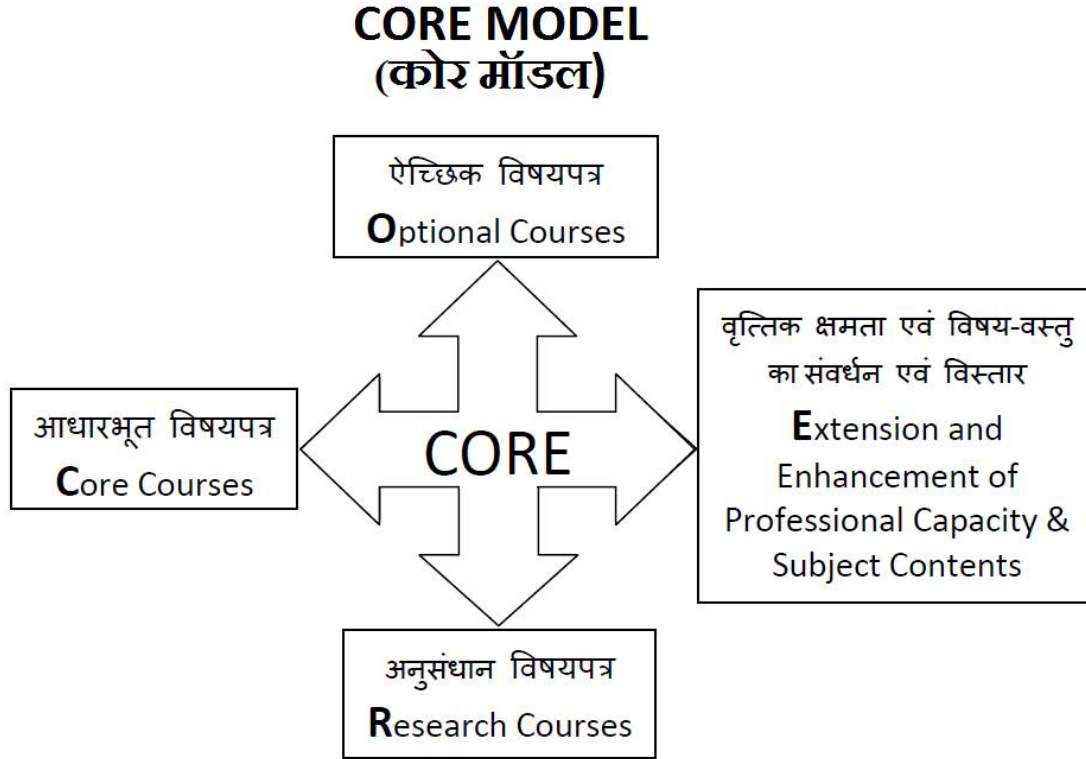 CORE MODEL
(कोर मॉडल)
ऐच्छिक विषयपत्र
Optional Courses
आधारभूत विषयपत्र
Core Courses
CORE
वृत्तिक क्षमता एवं विषय-वस्तु
का संवर्धन एवं विस्तार
Extension and
Enhancement of
Professional Capacity &
Subject Contents
अनुसंधान विषयपत्र
Research Courses